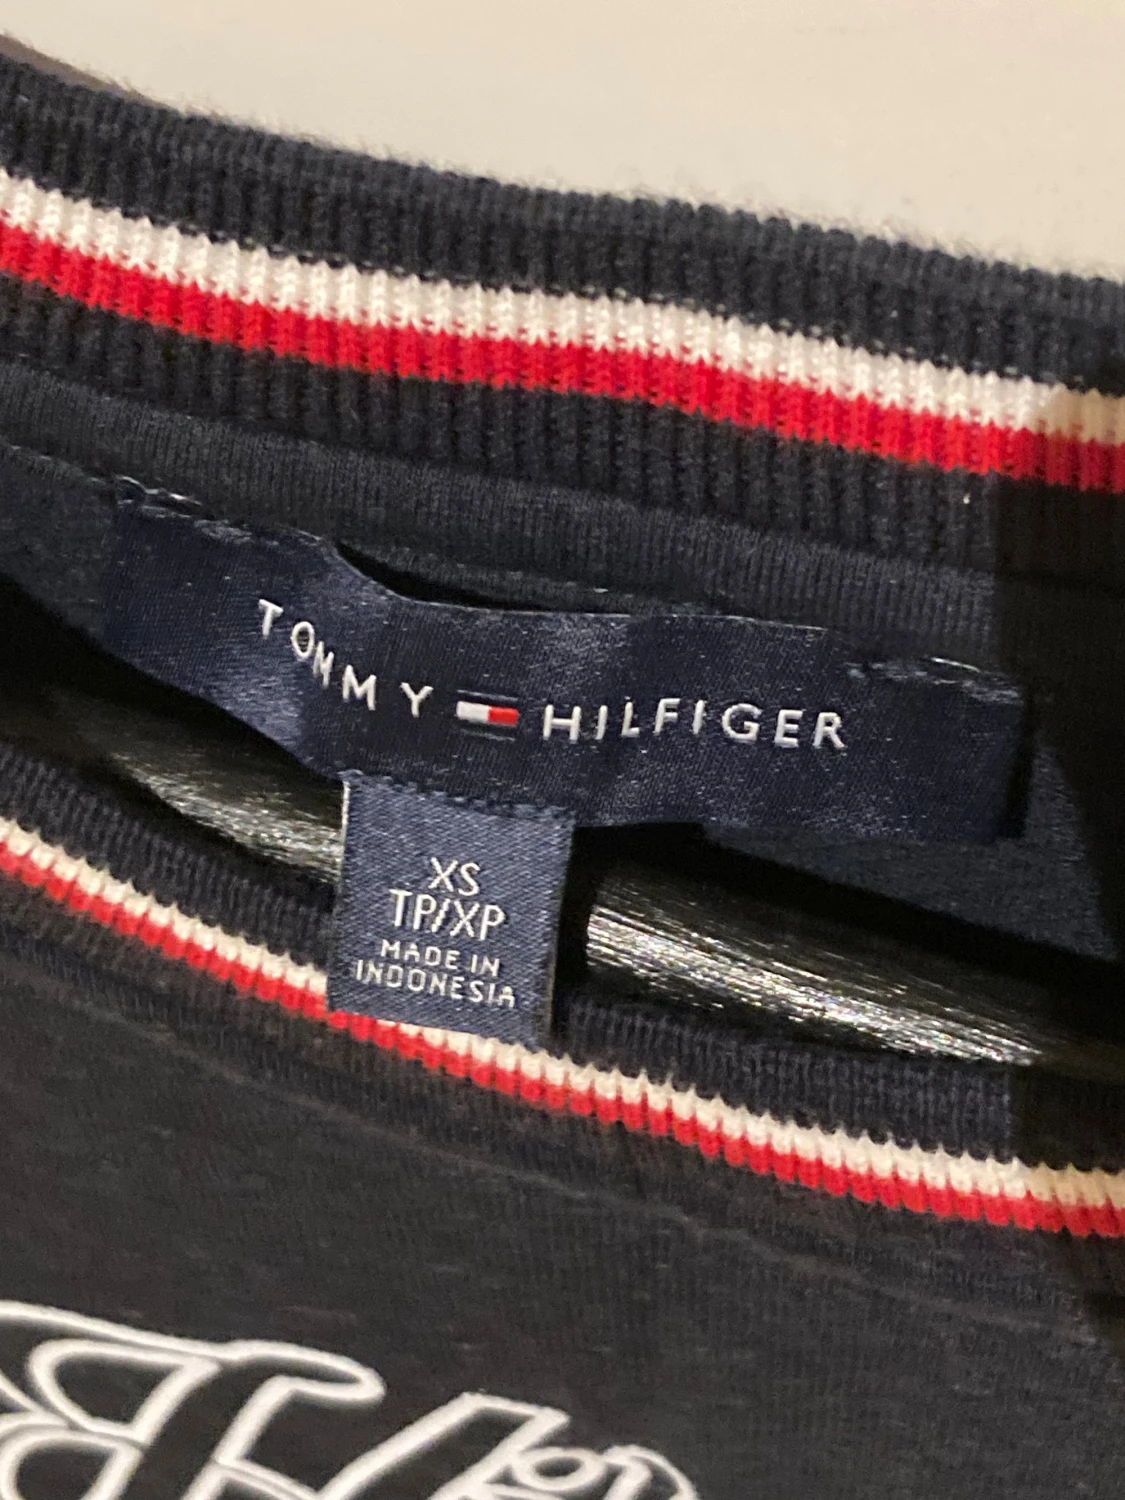 TOMMY HILFIGER
XS
TP/XP
MADE IN
INDONESIA